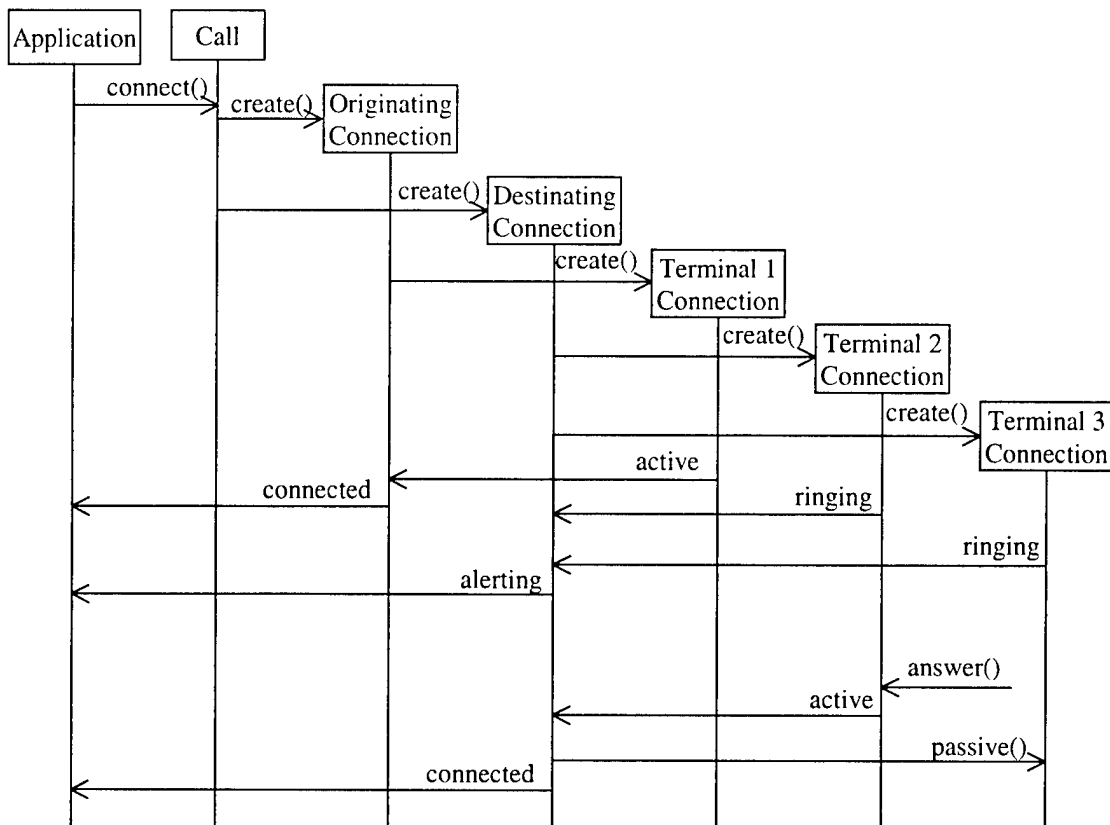 Application
Call
connect()
create()
Originating
Connection
create()
Destinating
Connection
create()
Terminal 1
Connection
create()
Terminal 2
Connection
create()
Terminal 3
Connection
active
connected
ringing
ringing
alerting
answer()
active
passive()
connected